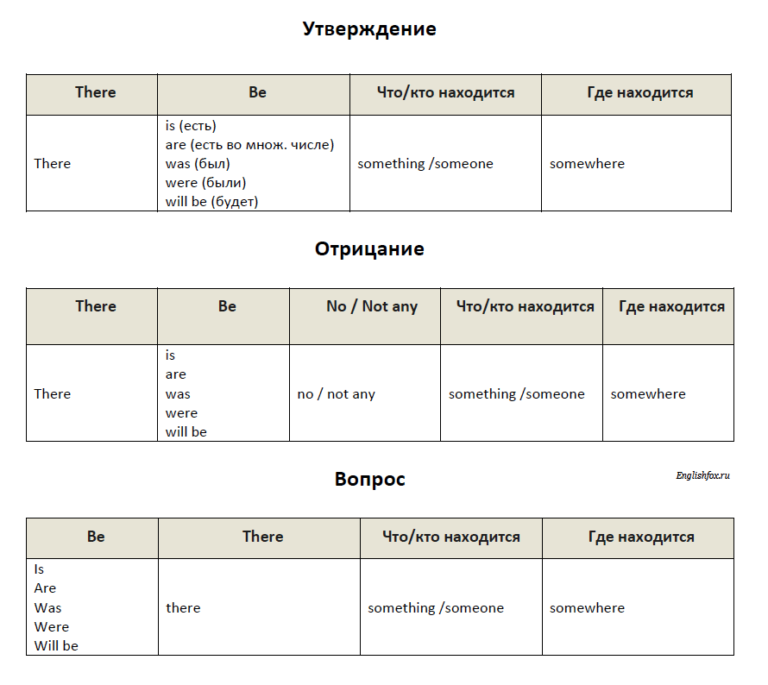 Утверждение
There Be Что/кто находится Где находится
is (есть)
are (есть во множ. числе)
There was (был) something /someone somewhere
were (были)
will be (будет)
Отрицание
There Be No / Not any Что/кто находится Где находится
is
are
There was no / not any something /someone somewhere
were
will be
Вопрос
Englishfox.ru
Be There Что/кто находится Где находится
Is
Are
Was there something /someone somewhere
Were
Will be